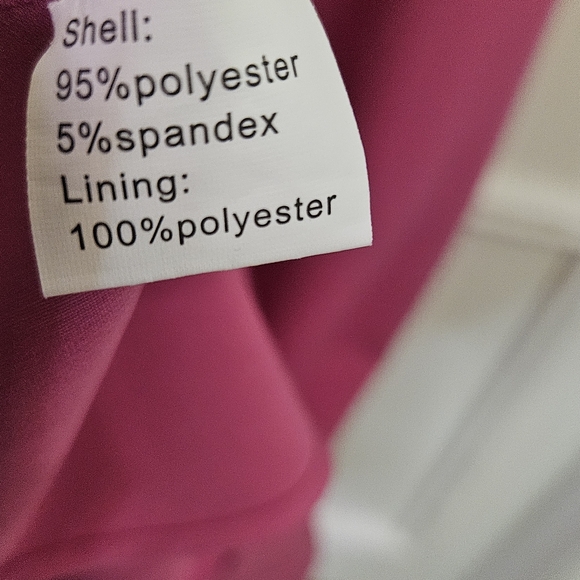 Shell:
95%polyester
5%spandex
Lining:
100%polyester